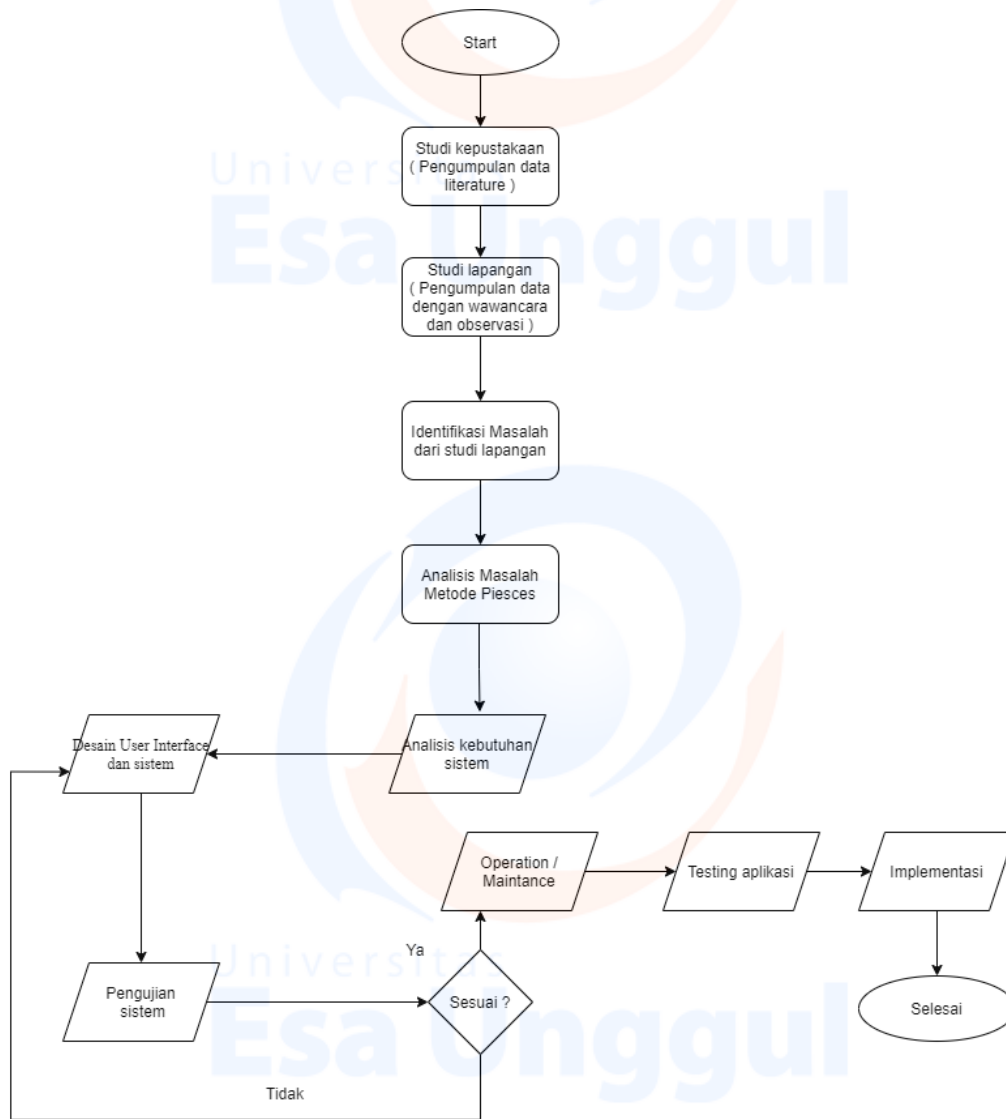 Start
Studi kepustakaan
( Pengumpulan data
literature )
Universitas
Esa Unggul
Studi lapangan
( Pengumpulan data
dengan wawancara
dan observasi )
Identifikasi Masalah
dari studi lapangan
Analisis Masalah
Metode Piesces
Analisis kebutuhan
sistem
Desain User Interface
dan sistem
Pengujian
sistem
Sesuai ?
Ya
Tidak
Operation /
Maintance
Testing aplikasi
Implementasi
Selesai
Universitas
Esa Unggul